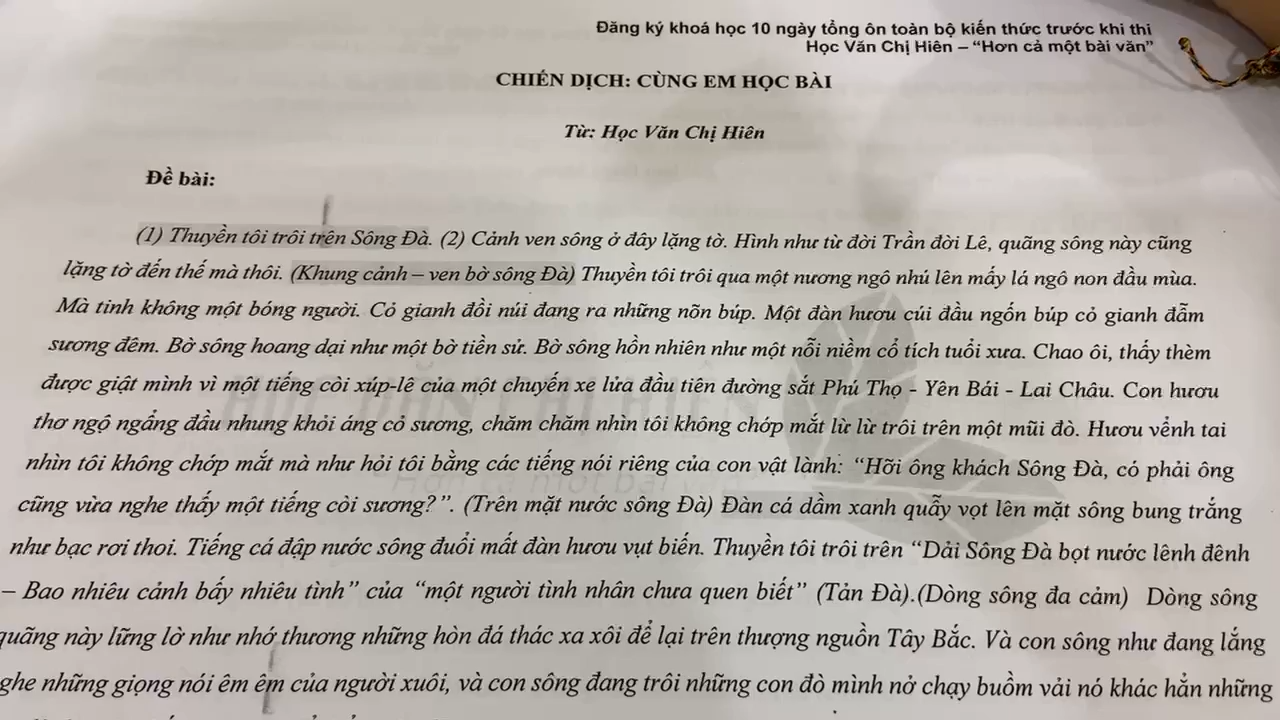 Đăng ký khoá học 10 ngày tổng ôn toàn bộ kiến thức trước khi thi
Học Văn Chị Hiên – “Hơn cả một bài văn”
CHIẾN DỊCH: CÙNG EM HỌC BÀI
Từ: Học Văn Chị Hiên
Đề bài:
(1) Thuyền tôi trôi trên Sông Đà. (2) Cảnh ven sông ở đây lặng tờ. Hình như từ đời Trần đời Lê, quãng sông này cũng
lặng tờ đến thế mà thôi. (Khung cảnh – ven bờ sông Đà) Thuyền tôi trôi qua một nương ngô nhú lên mấy lá ngô non đầu mùa.
Mà tịnh không một bóng người. Cỏ gianh đồi núi đang ra những nõn búp. Một đàn hươu cúi đầu ngốn búp cỏ gianh đẫm
sương đêm. Bờ sông hoang dại như một bờ tiền sử. Bờ sông hồn nhiên như một nỗi niềm cổ tích tuổi xưa. Chao ôi, thấy thèm
được giật mình vì một tiếng còi xúp-lê của một chuyến xe lửa đầu tiên đường sắt Phú Thọ - Yên Bái - Lai Châu. Con hươu
thơ ngộ ngẩng đầu nhung khỏi áng cỏ sương, chăm chăm nhìn tôi không chớp mắt lừ lừ trôi trên một mũi đò. Hươu vểnh tai
nhìn tôi không chớp mắt mà như hỏi tôi bằng các tiếng nói riêng của con vật lành: “Hỡi ông khách Sông Đà, có phải ông
cũng vừa nghe thấy một tiếng còi sương?”. (Trên mặt nước sông Đà) Đàn cá dầm xanh quẫy vọt lên mặt sông bung trắng
như bạc rơi thoi. Tiếng cá đập nước sông đuổi mất đàn hươu vụt biến. Thuyền tôi trôi trên “Dải Sông Đà bọt nước lênh đênh
– Bao nhiêu cảnh bấy nhiêu tình” của “một người tình nhân chưa quen biết” (Tản Đà).(Dòng sông đa cảm) Dòng sông
quãng này lững lờ như nhớ thương những hòn đá thác xa xôi để lại trên thượng nguồn Tây Bắc. Và con sông như đang lắng
nghe những giọng nói êm êm của người xuôi, và con sông đang trôi những con đò mình nở chạy buồm vải nó khác hẳn những